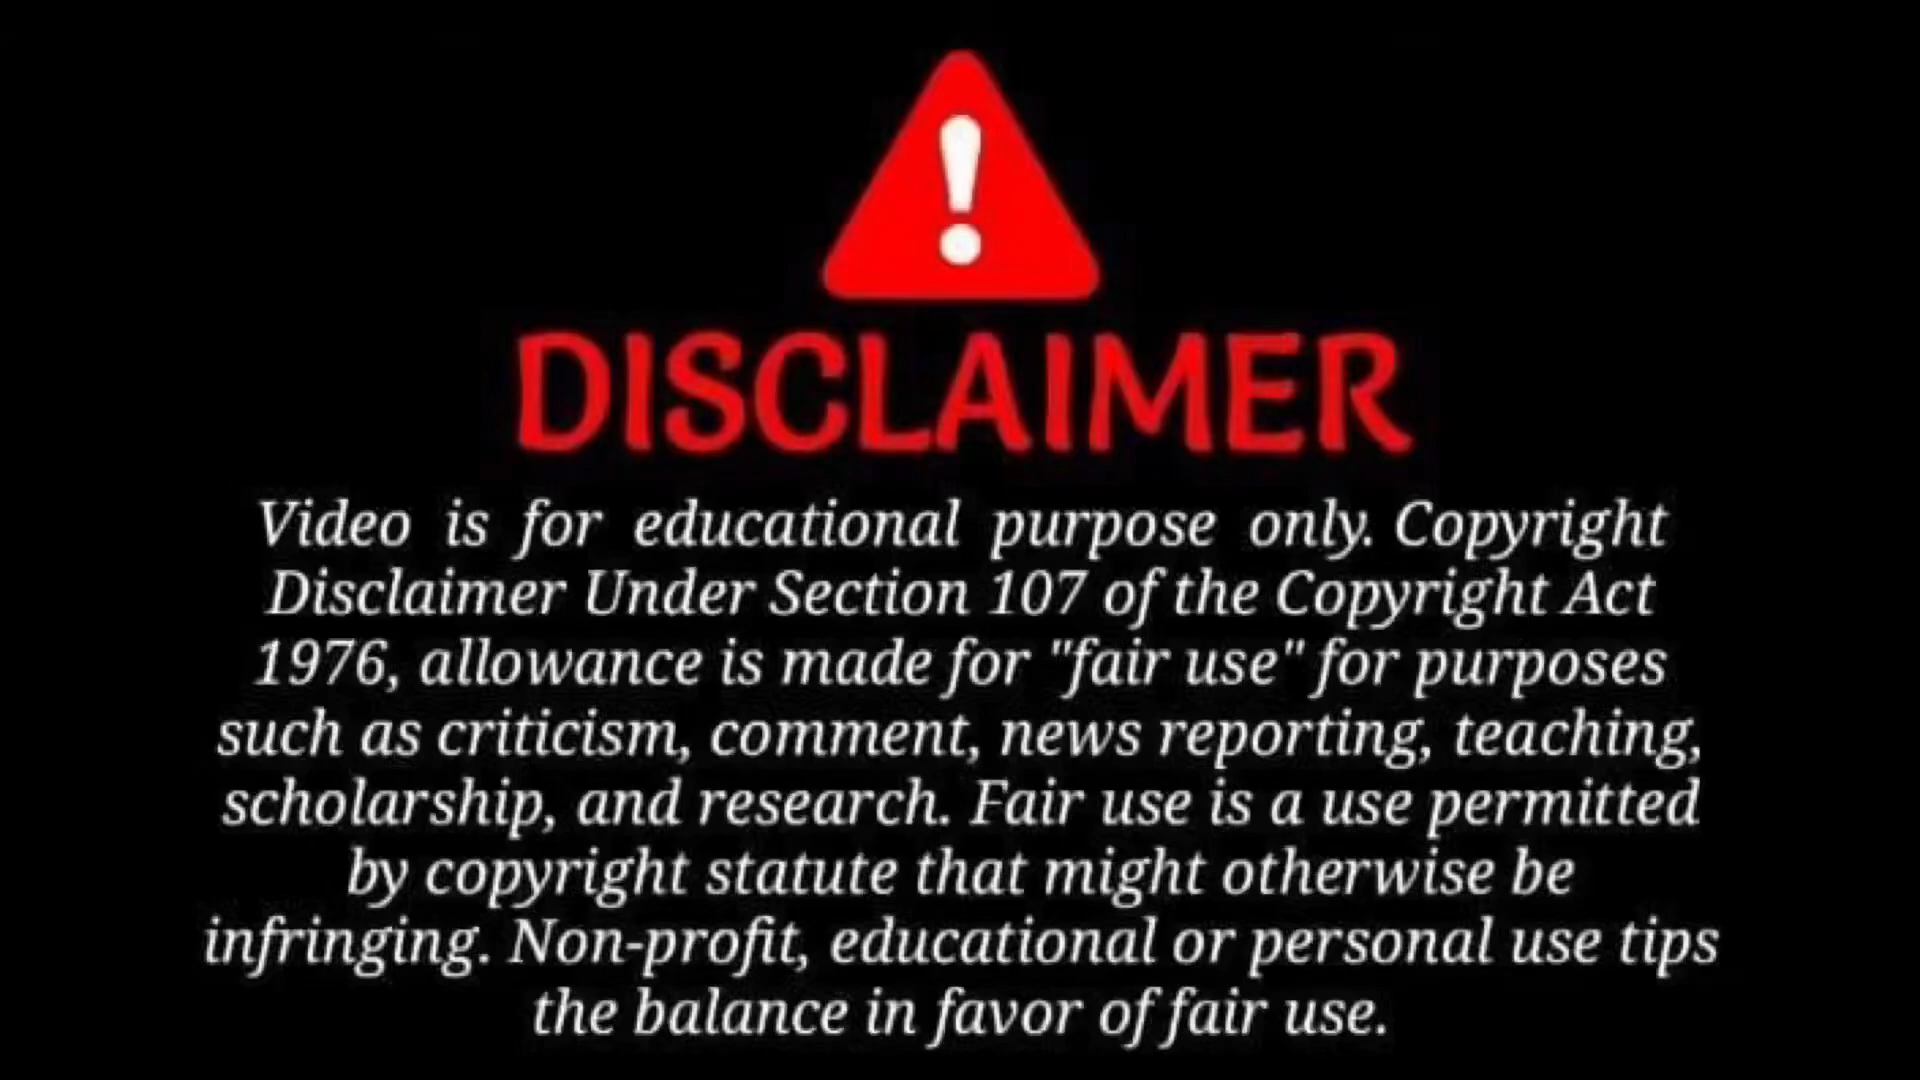 DISCLAIMER
Video is for educational purpose only. Copyright
Disclaimer Under Section 107 of the Copyright Act
1976, allowance is made for "fair use" for purposes
such as criticism, comment, news reporting, teaching,
scholarship, and research. Fair use is a use permitted
by copyright statute that might otherwise be
infringing. Non-profit, educational or personal use tips
the balance in favor of fair use.